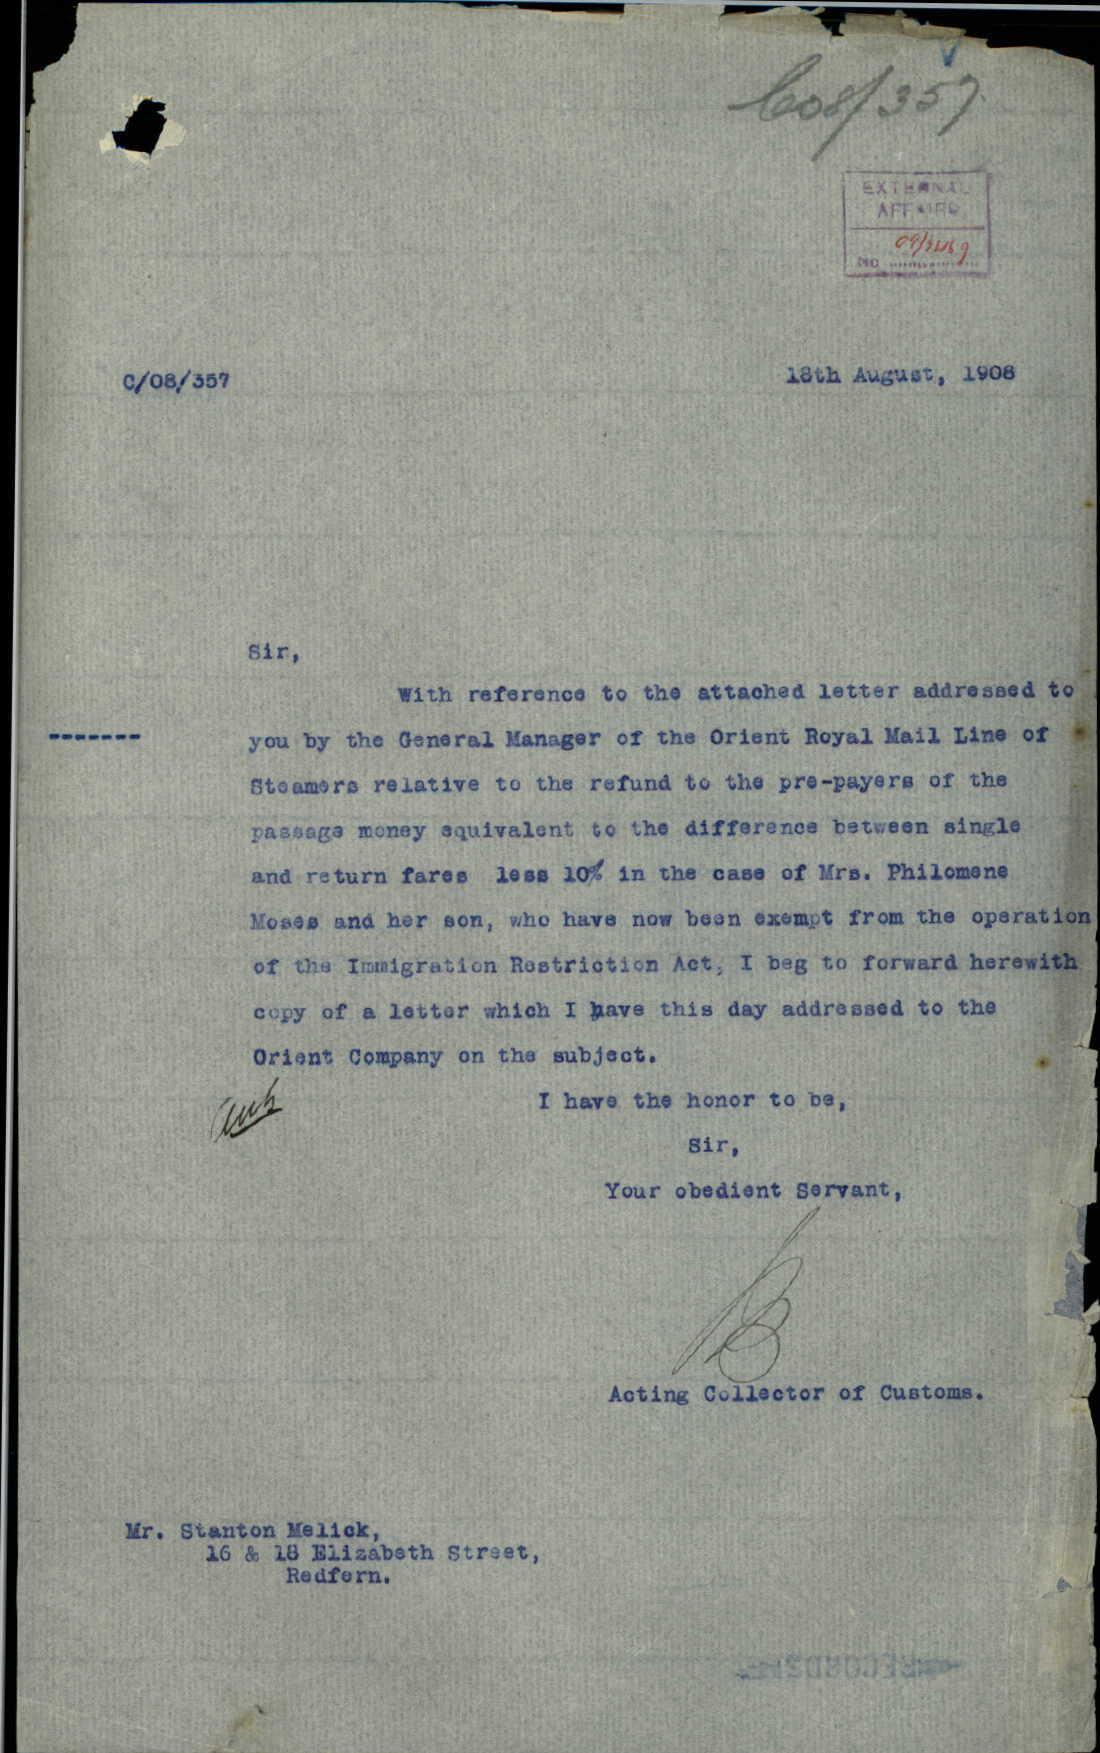 C08/357
EXTERNAL
AFFAIRS
NO
C/08/357
18th August, 1908
Sir,
With reference to the attached letter addressed to
-------
you by the General Manager of the Orient Royal Mail Line of
Steamers relative to the refund to the pre-payers of the
passage money equivalent to the difference between single
and return fares less 10% in the case of Mrs. Philomene
Moses and her son, who have now been exempt from the operation
of the Immigration Restriction Act, I beg to forward herewith
copy of a letter which I have this day addressed to the
Orient Company on the subject.
I have the honor to be,
Sir,
Your obedient Servant,
Acting Collector of Customs.
Mr. Stanton Melick,
16 & 18 Elizabeth Street,
Redfern.